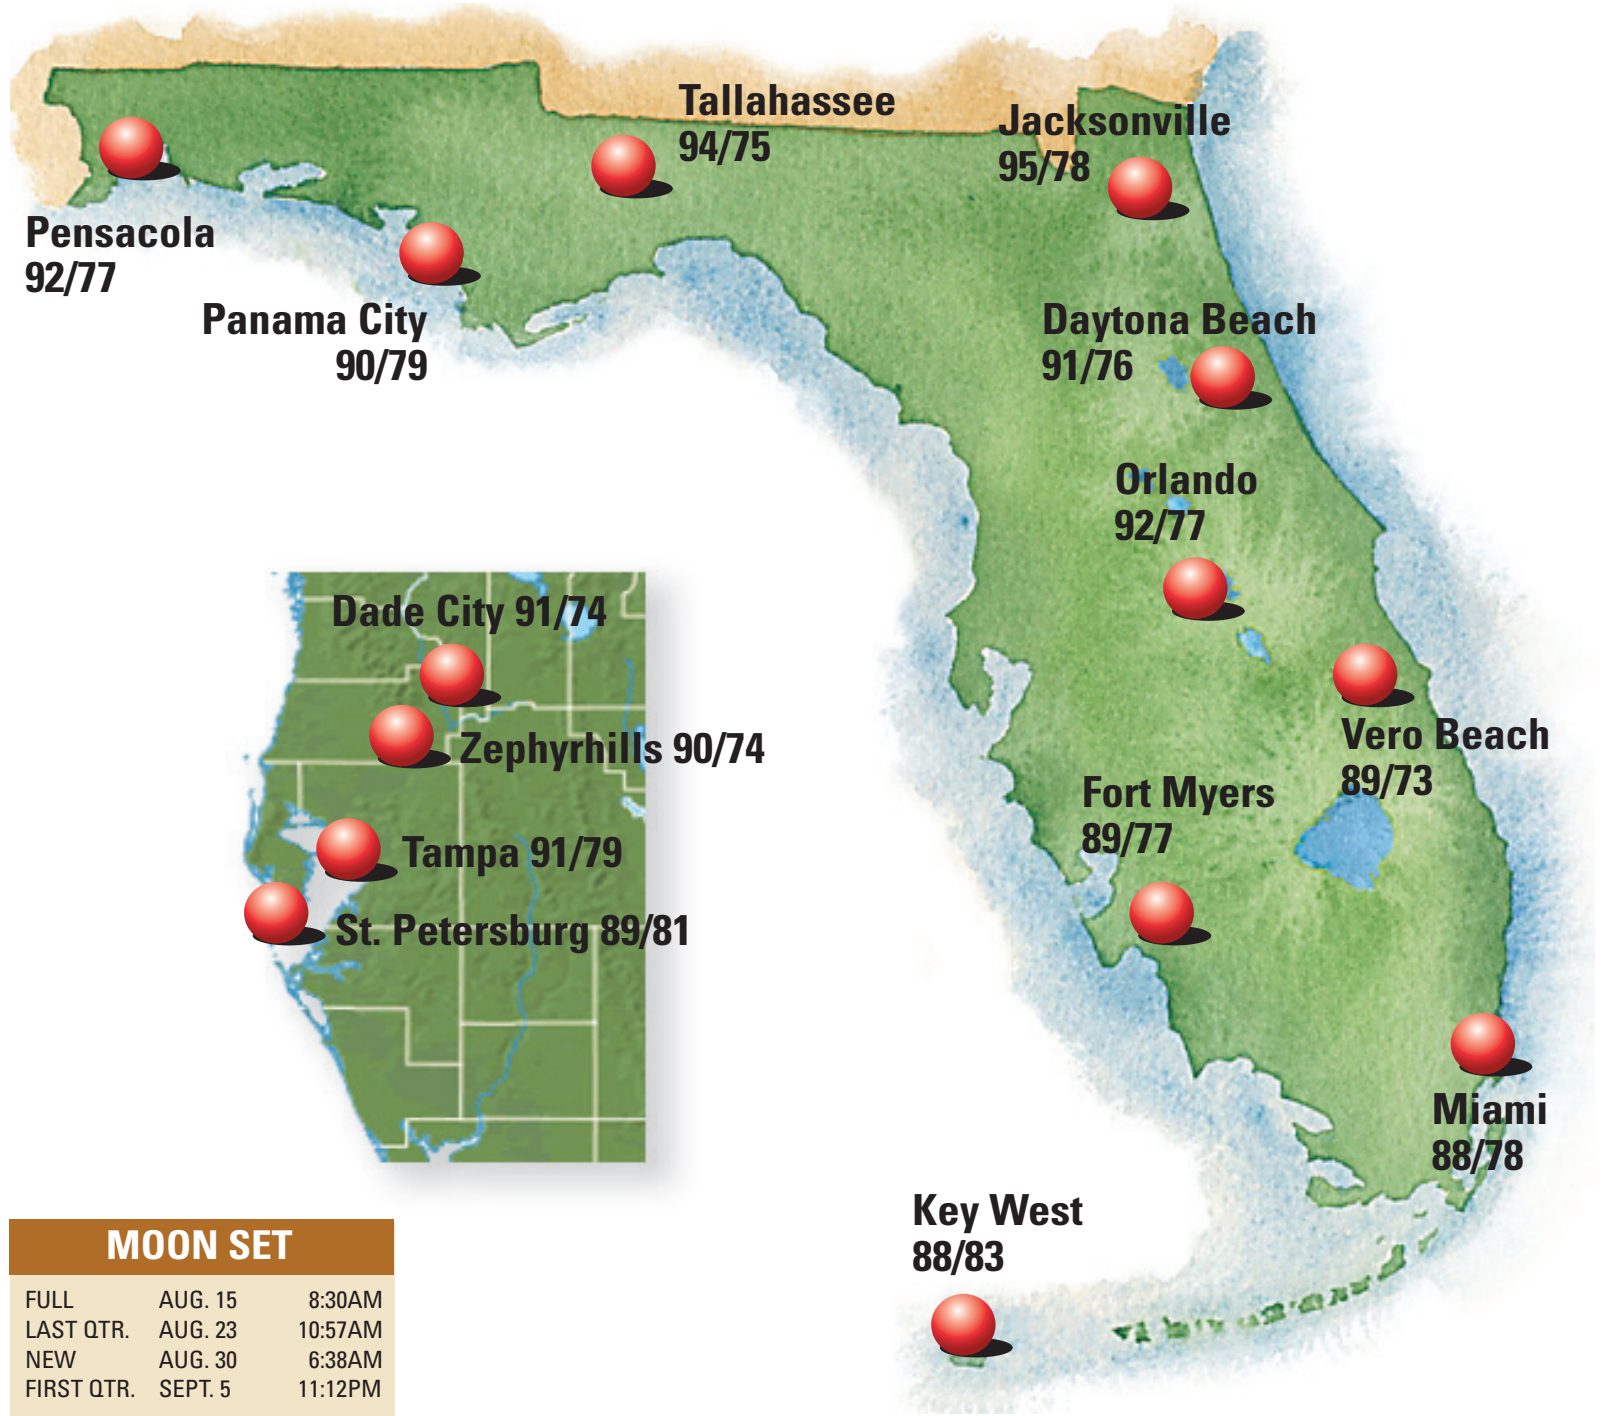 Tallahassee
94/75
Jacksonville
95/78
Pensacola
92/77
Panama City
90/79
Daytona Beach
91/76
Orlando
92/77
Dade City 91/74
Zephyrhills 90/74
Tampa 91/79
St. Petersburg 89/81
Vero Beach
89/73
Fort Myers
89/77
Miami
88/78
Key West
88/83
MOON SET
FULL AUG. 15 8:30AM
LAST QTR. AUG. 23 10:57AM
NEW AUG. 30 6:38AM
FIRST QTR. SEPT. 5 11:12PM